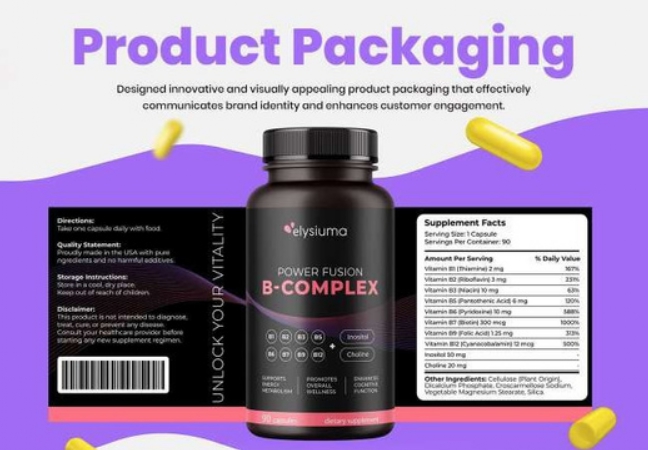 Product Packaging
Designed innovative and visually appealing product packaging that effectively
communicates brand identity and enhances customer engagement.
Directions:
Take one capsule daily with food.
Quality Statement:
Proudly made in the USA with pure
ngredients and no harmful additives.
Storage Instructions:
Store in a cool, dry place.
Keep out of reach of children.
Disclaimer:
This product is not intended to diagnose,
treat, cure, or prevent any disease.
Consult your healthcare provider before
starting any new supplement regimen.
UNLOCK YOUR VITALITY
elysiuma
POWER FUSION
B-COMPLEX
B1 B2 B3 B5 Inositol
+
B6 B7 B9 B12 Choline
SUPPORTS
ENERGY
METABOLISM
PROMOTES
OVERALL
WELLNESS
ENHANCES
COGNITIVE
FUNCTION
90 capsules dietary supplement
Supplement Facts
Serving Size: 1 Capsule
Servings Per Container: 90
Amount Per Serving % Daily Value
Vitamin B1 (Thiamine) 2 mg 167%
Vitamin B2 (Riboflavin) 3 mg 231%
Vitamin B3 (Niacin) 10 mg 63%
Vitamin B5 (Pantothenic Acid) 6 mg 120%
Vitamin B6 (Pyridoxine) 10 mg 588%
Vitamin B7 (Biotin) 300 mcg 1000%
Vitamin B9 (Folic Acid) 1.25 mg 313%
Vitamin B12 (Cyanocobalamin) 12 mcg 500%
Inositol 50 mg -
Choline 20 mg -
Other Ingredients: Cellulose (Plant Origin),
Dicalcium Phosphate, Croscarmellose Sodium,
Vegetable Magnesium Stearate, Silica